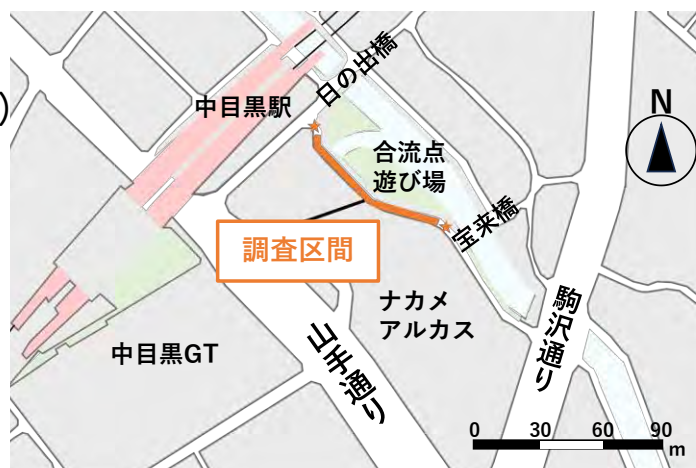 )
中目黒駅
日の出橋
N
合流点
遊び場
宝来橋
調査区間
ナカメ
アルカス
駒沢通り
中目黒GT
山手通り
0 30 60 90
m